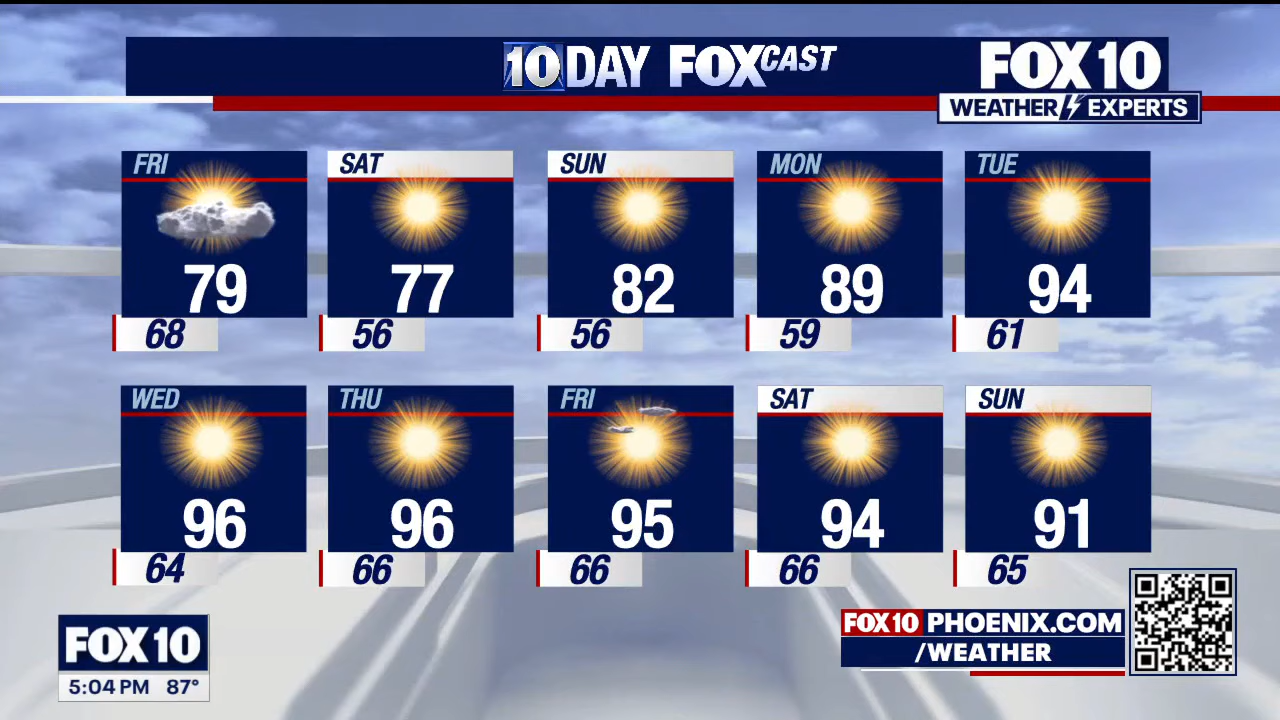 10 DAY FOXCAST
FOX 10
WEATHER EXPERTS
FRI SAT SUN MON TUE
79 77 82 89 94
68 56 56 59 61
WED THU FRI SAT SUN
96 96 95 94 91
64 66 66 66 65
FOX 10 PHOENIX.COM
/WEATHER
FOX 10
5:04 PM 87°